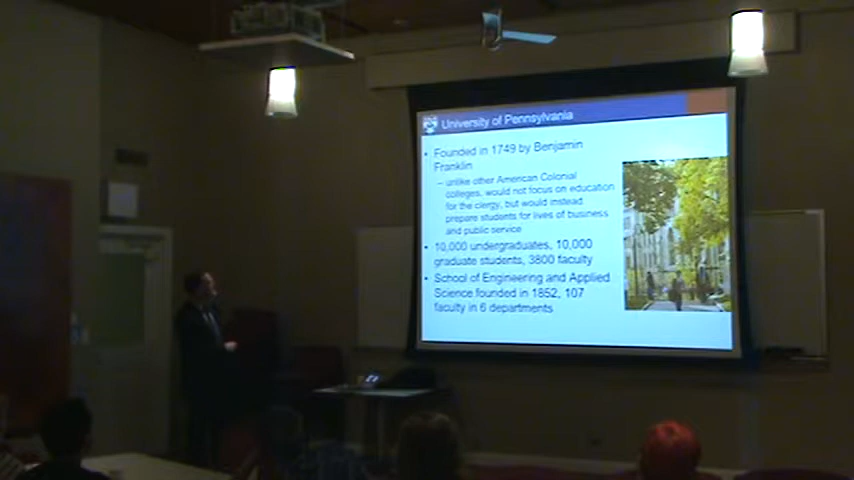 University of Pennsylvania
• Founded in 1749 by Benjamin
Franklin
– unlike other American Colonial
colleges, would not focus on education
for the clergy, but would instead
prepare students for lives of business
and public service
• 10,000 undergraduates, 10,000
graduate students, 3800 faculty
• School of Engineering and Applied
Science founded in 1852, 107
faculty in 6 departments